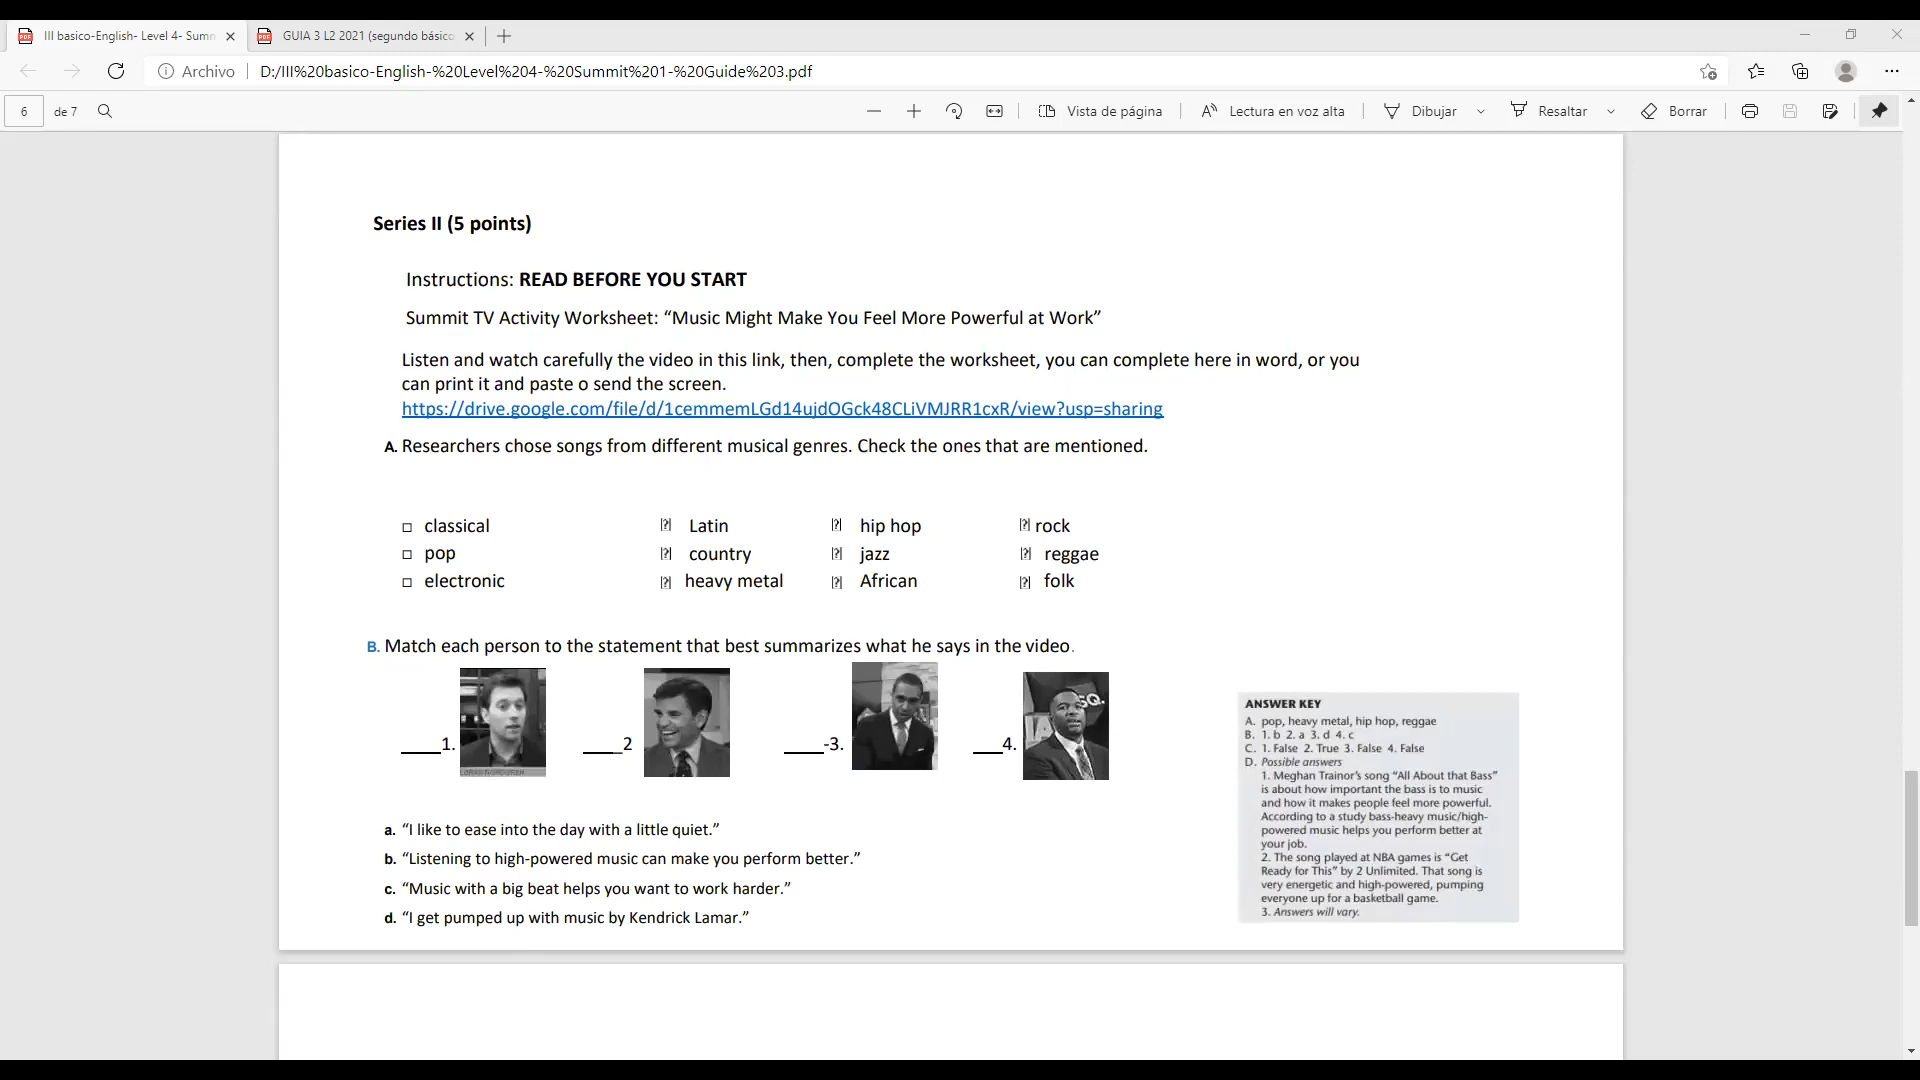 III basico-English- Level 4- Summ
GUIA 3 L2 2021 (segundo básico
Archivo
D:/III%20basico-English-%20Level%204-%20Summit%201-%20Guide%203.pdf
6
de 7
Vista de página
Lectura en voz alta
Dibujar
Resaltar
Borrar
Series II (5 points)
Instructions: READ BEFORE YOU START
Summit TV Activity Worksheet: “Music Might Make You Feel More Powerful at Work”
Listen and watch carefully the video in this link, then, complete the worksheet, you can complete here in word, or you
can print it and paste o send the screen.
https://drive.google.com/file/d/1cemmemLGd14ujdOGck48CLiVMJRR1cxR/view?usp=sharing
A. Researchers chose songs from different musical genres. Check the ones that are mentioned.
classical Latin hip hop rock
pop country jazz reggae
electronic heavy metal African folk
B. Match each person to the statement that best summarizes what he says in the video.
____1. ____2 ____-3. ___4.
SQ.
a. “I like to ease into the day with a little quiet.”
b. “Listening to high-powered music can make you perform better.”
c. “Music with a big beat helps you want to work harder.”
d. “I get pumped up with music by Kendrick Lamar.”
ANSWER KEY
A. pop, heavy metal, hip hop, reggae
B. 1. b 2. a 3. d 4. c
C. 1. False 2. True 3. False 4. False
D. Possible answers
1. Meghan Trainor’s song “All About that Bass”
is about how important the bass is to music
and how it makes people feel more powerful.
According to a study bass-heavy music/high-
powered music helps you perform better at
your job.
2. The song played at NBA games is “Get
Ready for This” by 2 Unlimited. That song is
very energetic and high-powered, pumping
everyone up for a basketball game.
3. Answers will vary.